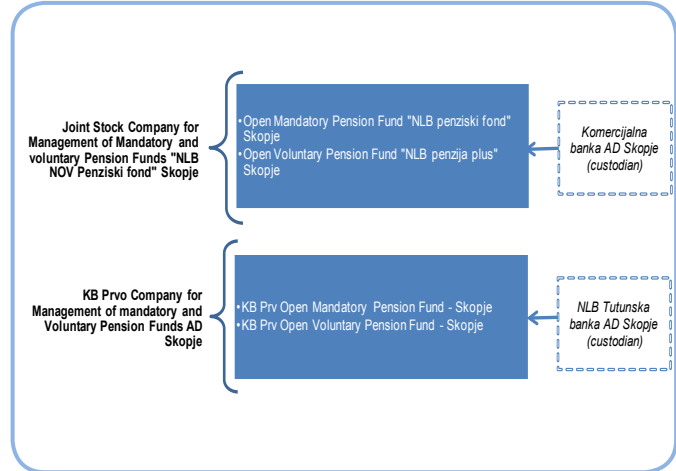 Joint Stock Company for
Management of Mandatory and
voluntary Pension Funds "NLB
NOV Penziski fond" Skopje
•Open Mandatory Pension Fund "NLB penziski fond"
Skopje
•Open Voluntary Pension Fund "NLB penzija plus"
Skopje
Komercijalna
banka AD Skopje
(custodian)
KB Prvo Company for
Management of mandatory and
Voluntary Pension Funds AD
Skopje
•KB Prv Open Mandatory Pension Fund - Skopje
•KB Prv Open Voluntary Pension Fund - Skopje
NLB Tutunska
banka AD Skopje
(custodian)